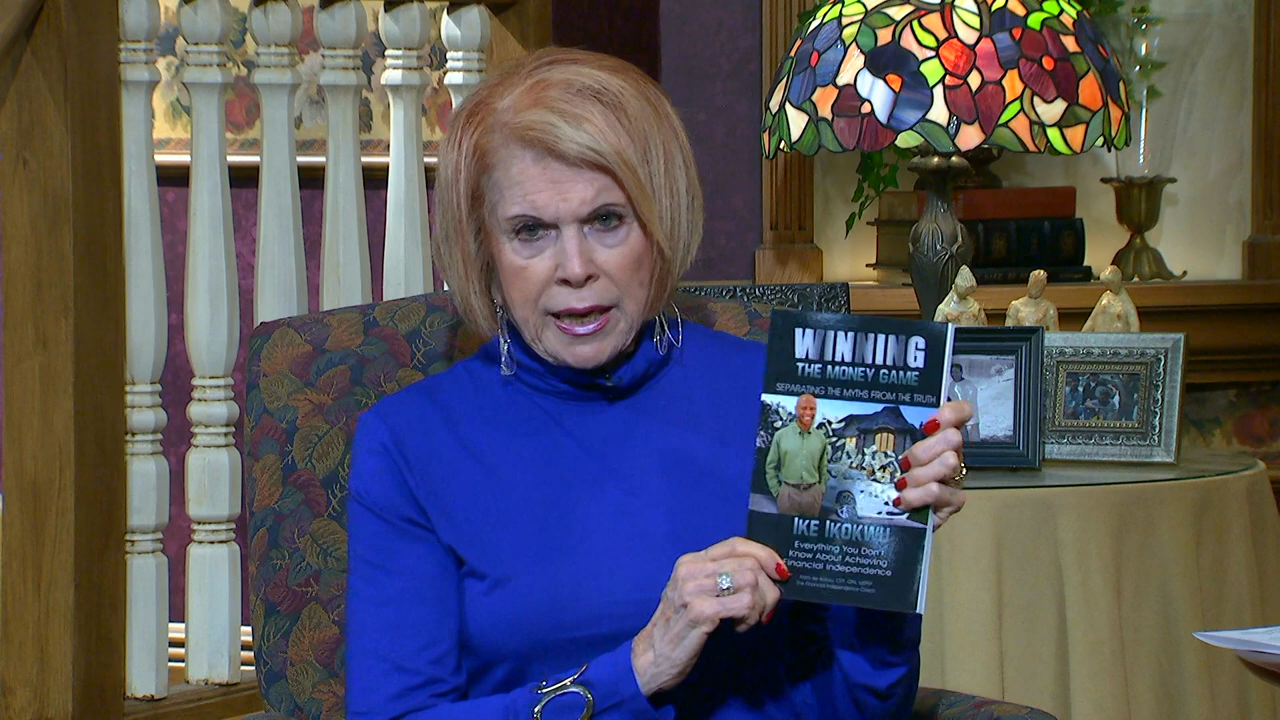 WINNING
THE MONEY GAME
SEPARATING THE MYTHS FROM THE TRUTH
IKE IKOKWU
Everything You Don't
Know About Achieving
Financial Independence